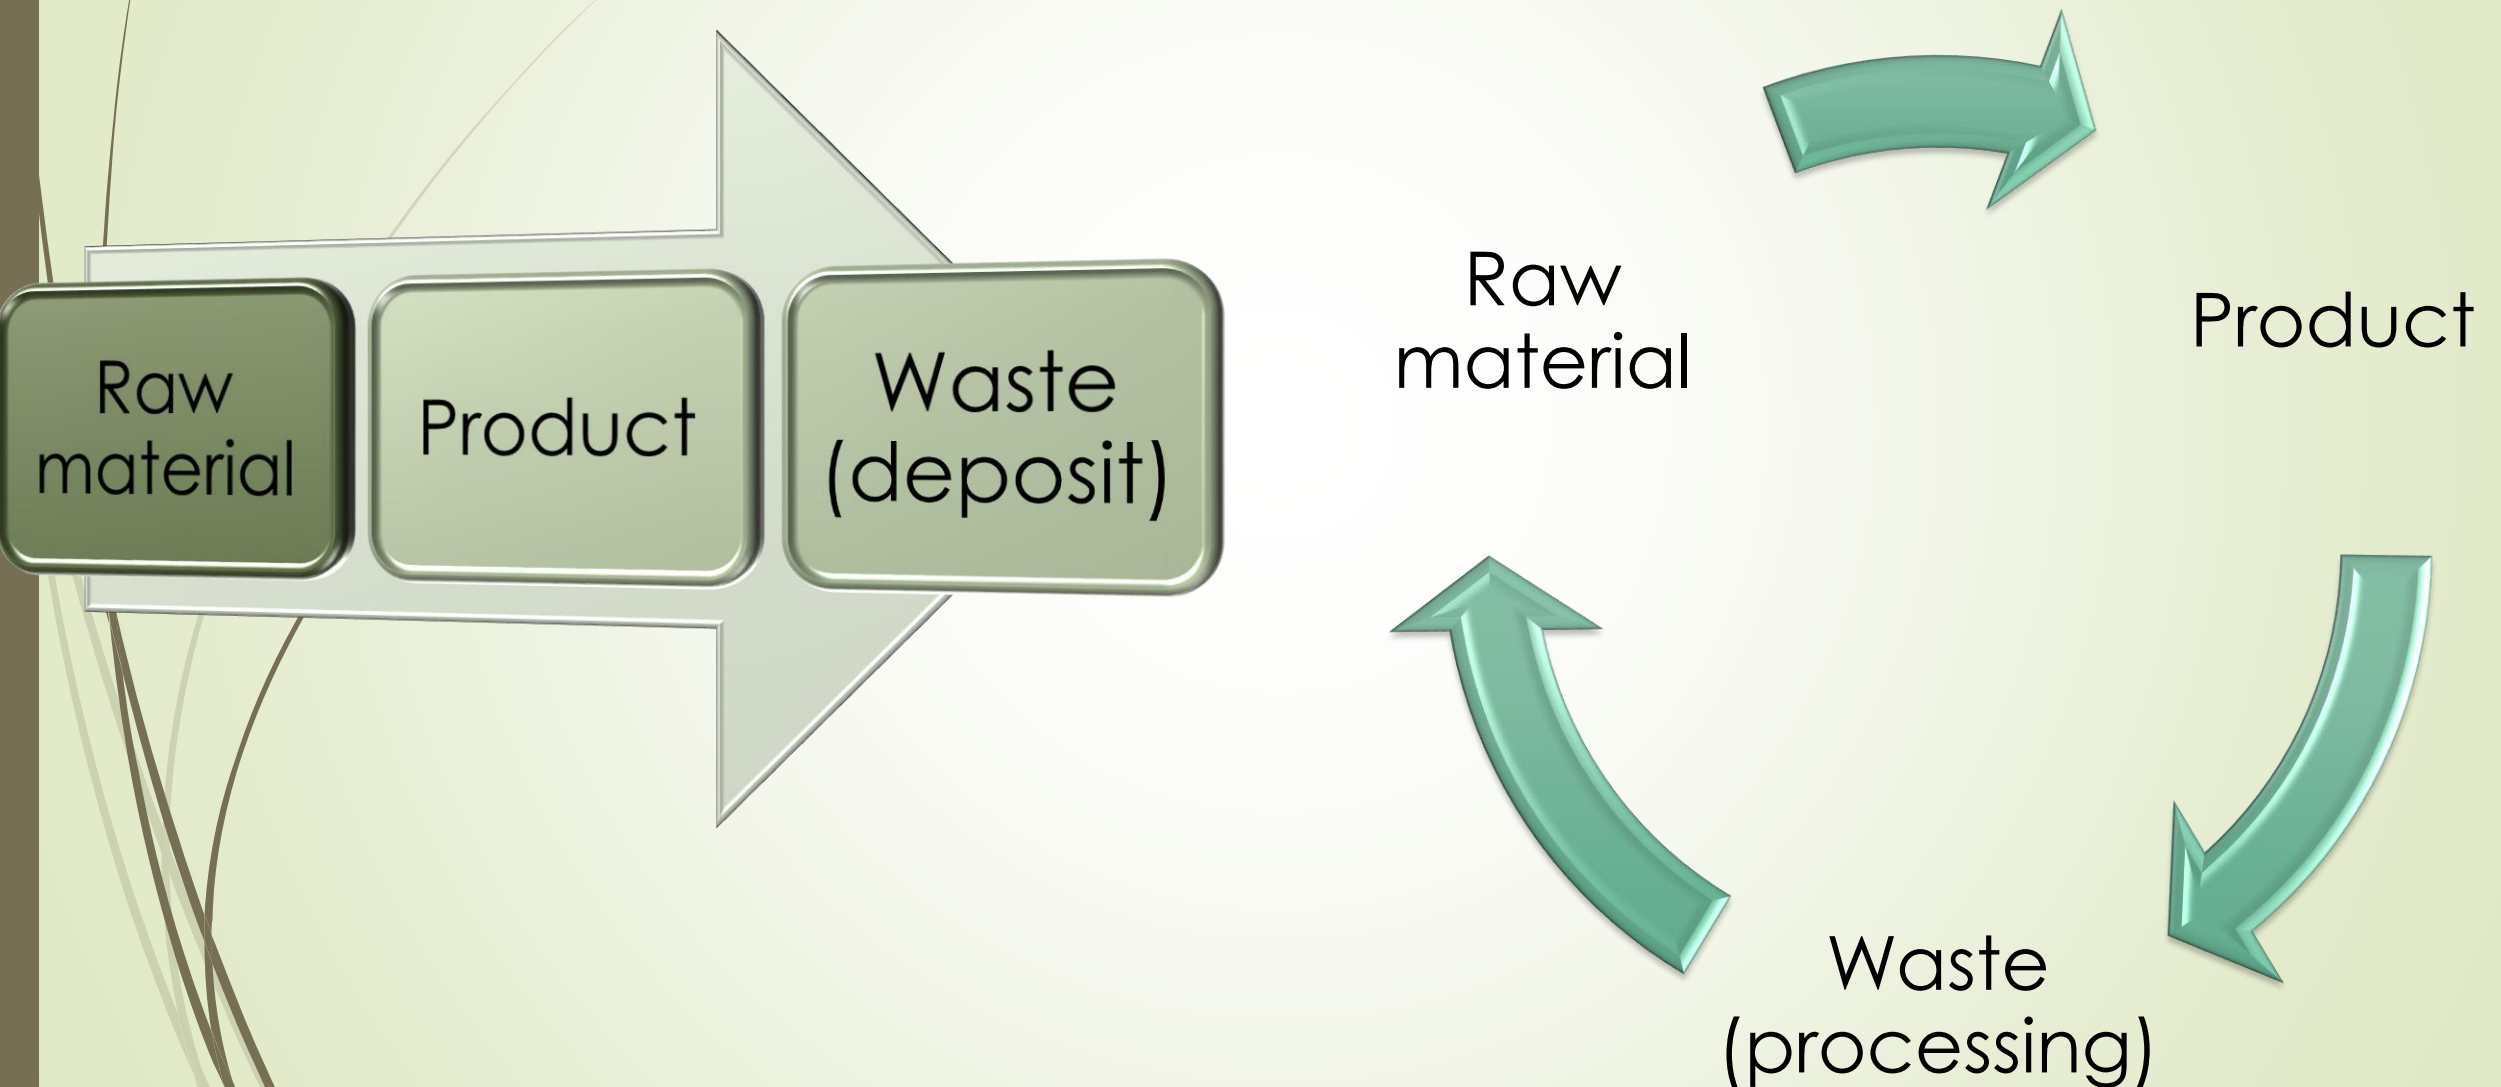 Raw
material
Product
Waste
(deposit)
Raw
material
Product
Waste
(processing)